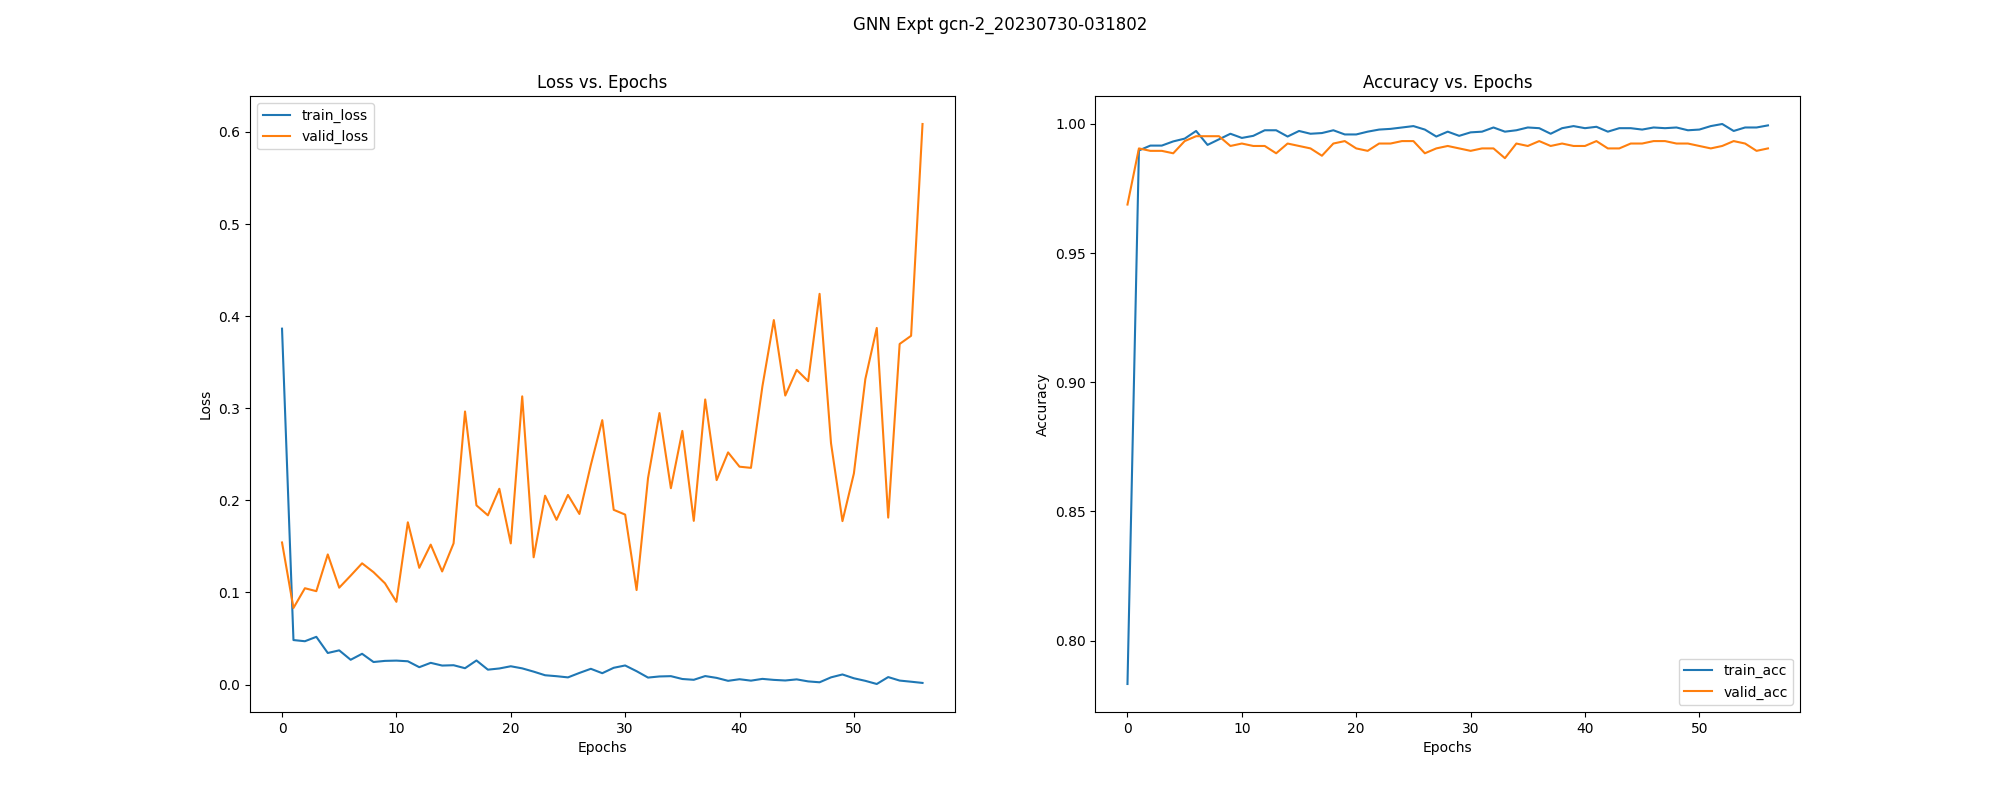 GNN Expt gcn-2_20230730-031802
Loss vs. Epochs
train_loss
valid_loss
0.6
0.5
0.4
0.3
0.2
0.1
0.0
Loss
0 10 20 30 40 50
Epochs
Accuracy vs. Epochs
1.00
0.95
0.90
0.85
0.80
Accuracy
train_acc
valid_acc
0 10 20 30 40 50
Epochs